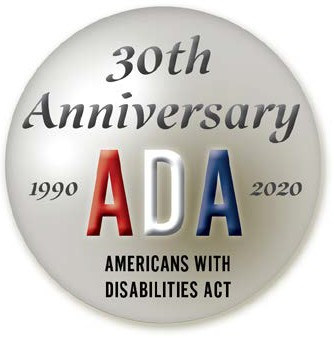 30th
Anniversary
1990 ADA 2020
AMERICANS WITH
DISABILITIES ACT